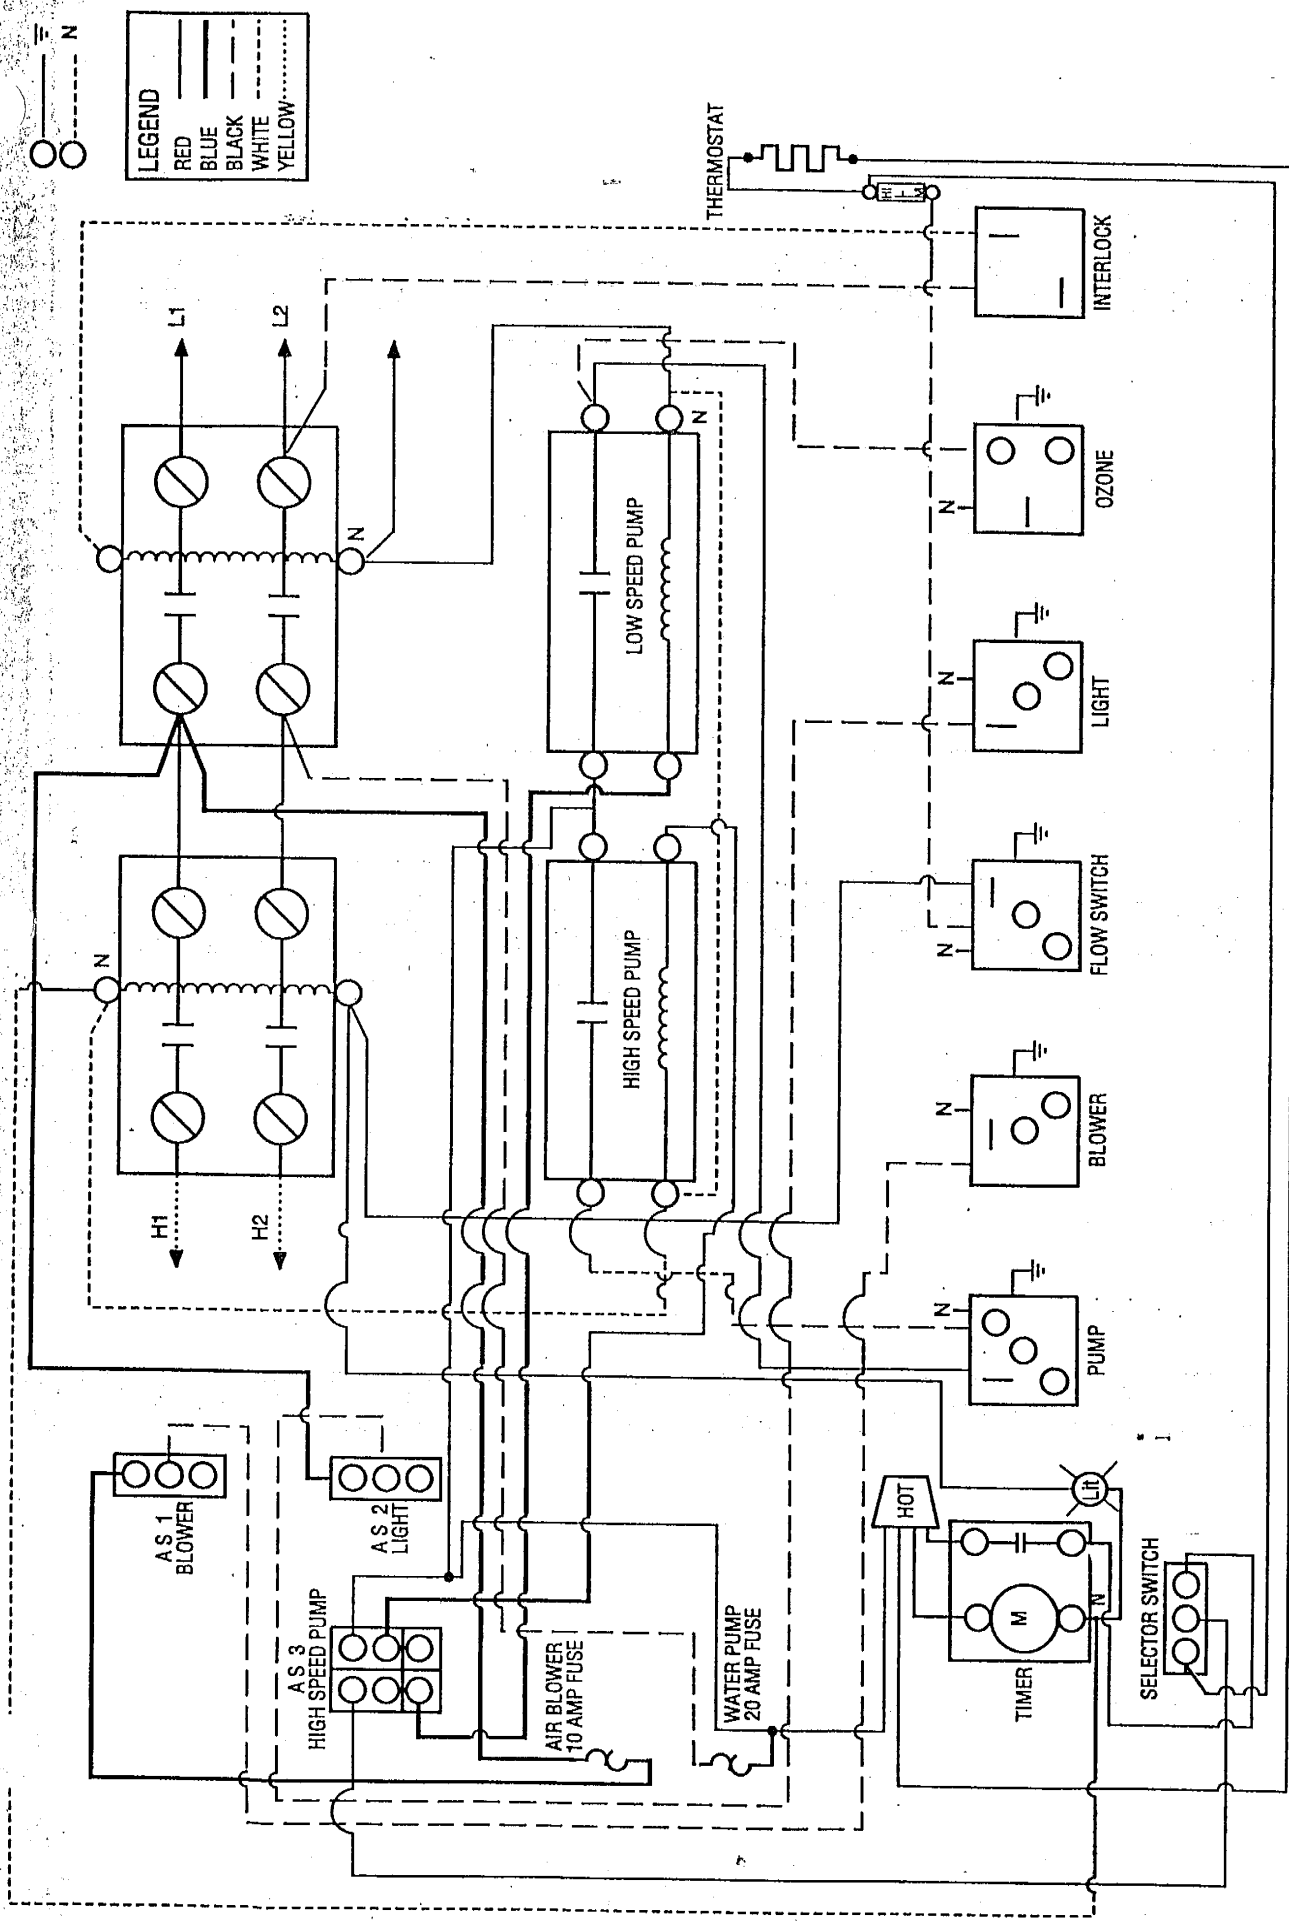 N
LEGEND
RED
BLUE
BLACK
WHITE
YELLOW
THERMOSTAT
HI
INTERLOCK
L1
L2
N
N
LOW SPEED PUMP
N
OZONE
N
LIGHT
N
HIGH SPEED PUMP
N
FLOW SWITCH
H1
H2
N
BLOWER
N
PUMP
A S 1
BLOWER
A S 2
LIGHT
A S 3
HIGH SPEED PUMP
AIR BLOWER
10 AMP FUSE
WATER PUMP
20 AMP FUSE
HOT
Lit
M
N
TIMER
SELECTOR SWITCH